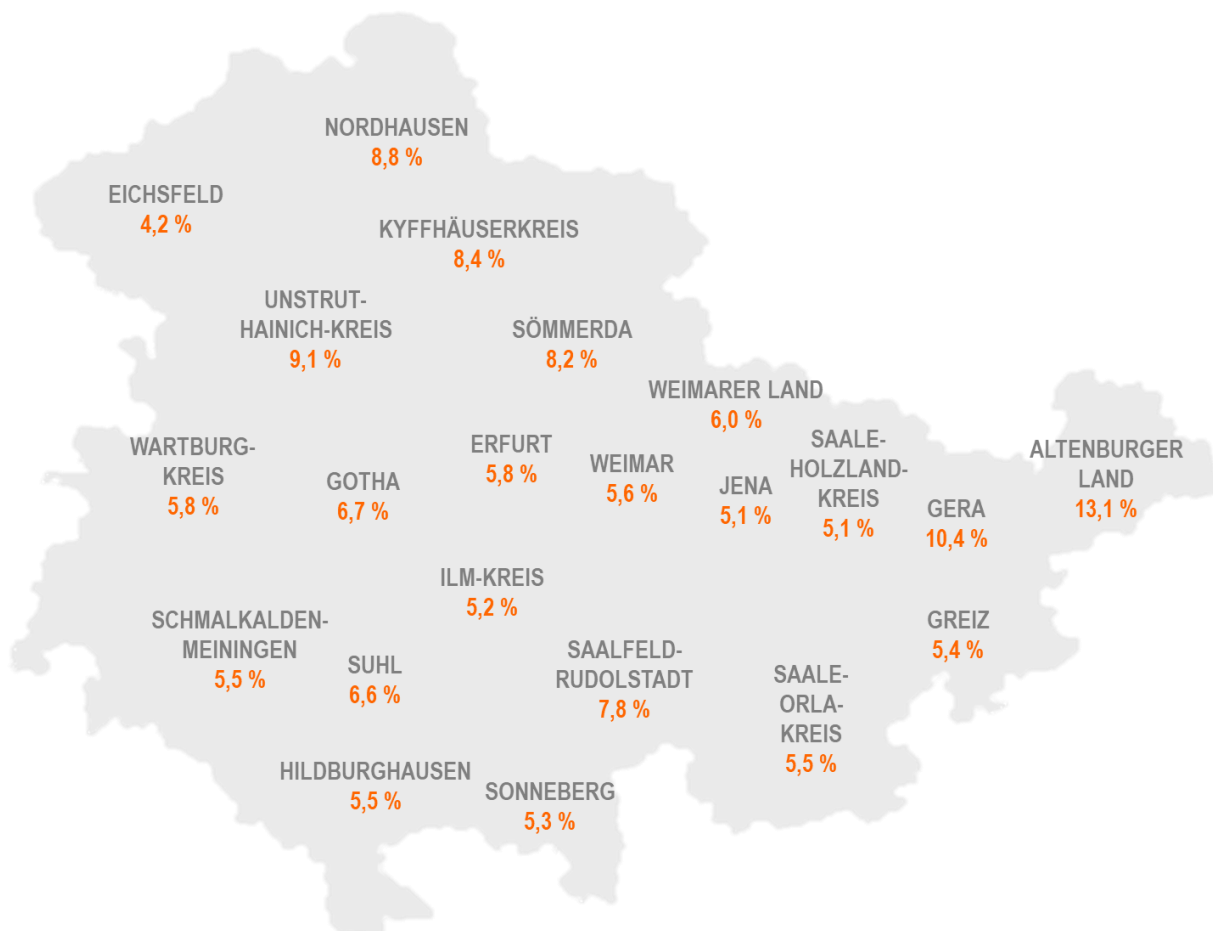 NORDHAUSEN
8,8 %
EICHSFELD
4,2 %
KYFFHÄUSERKREIS
8,4 %
UNSTRUT-
HAINICH-KREIS
9,1 %
SÖMMERDA
8,2 %
WEIMARER LAND
6,0 %
WARTBURG-
KREIS
5,8 %
GOTHA
6,7 %
ERFURT
5,8 %
WEIMAR
5,6 %
JENA
5,1 %
SAALE-
HOLZLAND-
KREIS
5,1 %
GERA
10,4 %
ALTENBURGER
LAND
13,1 %
ILM-KREIS
5,2 %
SCHMALKALDEN-
MEININGEN
5,5 %
SUHL
6,6 %
SAALFELD-
RUDOLSTADT
7,8 %
SAALE-
ORLA-
KREIS
5,5 %
GREIZ
5,4 %
HILDBURGHAUSEN
5,5 %
SONNEBERG
5,3 %